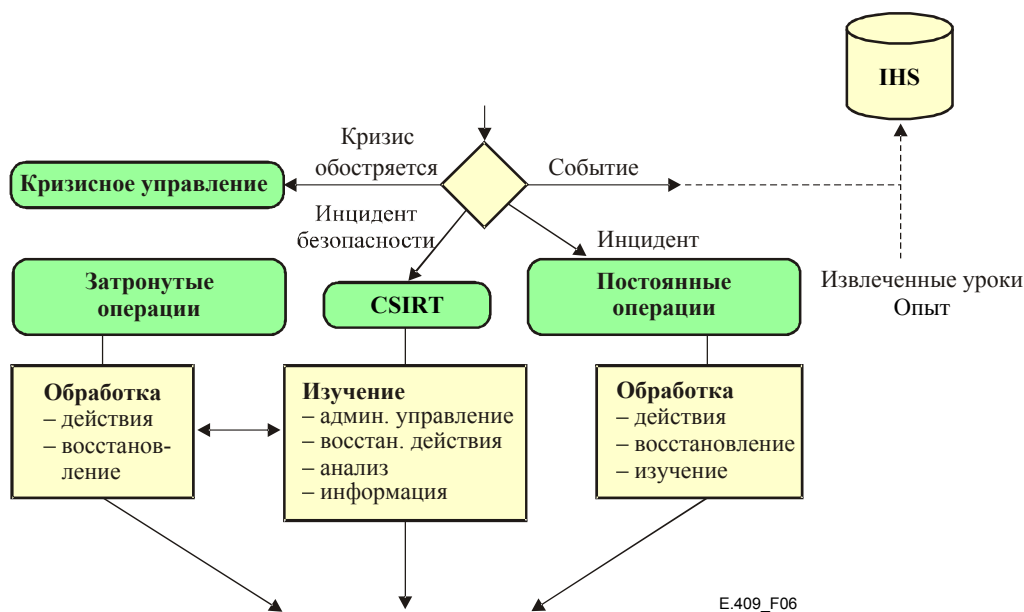 IHS
Кризис
обостряется
Событие
Кризисное управление
Инцидент
безопасности
Инцидент
Извлеченные уроки
Опыт
Затронутые
операции
CSIRT
Постоянные
операции
Обработка
– действия
– восстанов-
ление
Изучение
– админ. управление
– восстан. действия
– анализ
– информация
Обработка
– действия
– восстановление
– изучение
E.409_F06